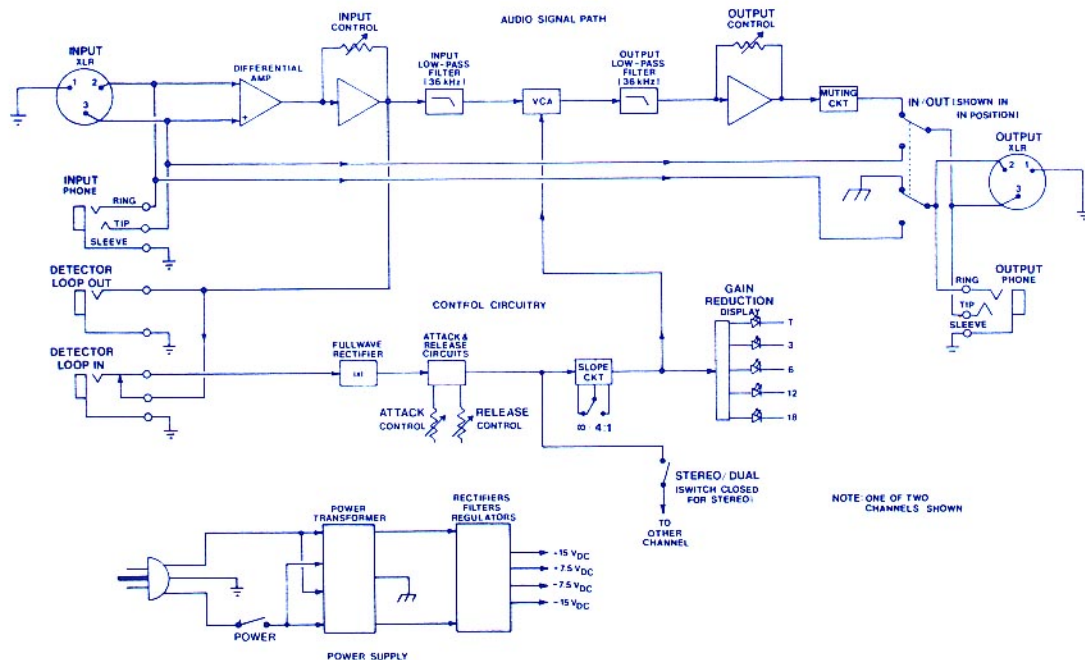 AUDIO SIGNAL PATH
INPUT
XLR
1
2
3
DIFFERENTIAL
AMP
+
INPUT
CONTROL
INPUT
LOW-PASS
FILTER
(36 kHz)
VCA
OUTPUT
LOW-PASS
FILTER
(36 kHz)
OUTPUT
CONTROL
MUTING
CKT
IN/OUT (SHOWN IN
IN POSITION)
OUTPUT
XLR
2
1
3
INPUT
PHONE
RING
TIP
SLEEVE
DETECTOR
LOOP OUT
DETECTOR
LOOP IN
CONTROL CIRCUITRY
FULLWAVE
RECTIFIER
|x|
ATTACK &
RELEASE
CIRCUITS
ATTACK
CONTROL
RELEASE
CONTROL
SLOPE
CKT
∞ - 4:1
GAIN
REDUCTION
DISPLAY
T
3
6
12
18
OUTPUT
PHONE
RING
TIP
SLEEVE
STEREO/DUAL
(SWITCH CLOSED
FOR STEREO)
TO
OTHER
CHANNEL
NOTE: ONE OF TWO
CHANNELS SHOWN
POWER
TRANSFORMER
RECTIFIERS
FILTERS
REGULATORS
-15 VDC
+7.5 VDC
-7.5 VDC
-15 VDC
POWER
POWER SUPPLY